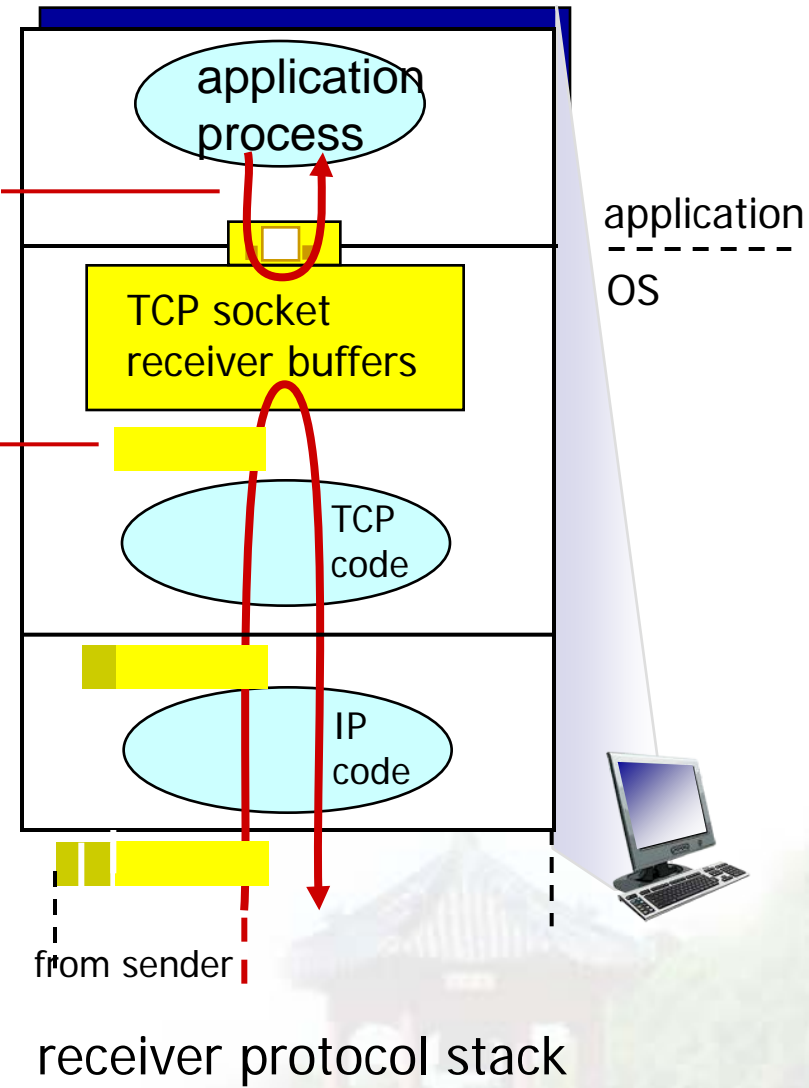 application
process
application
OS
TCP socket
receiver buffers
TCP
code
IP
code
from sender
receiver protocol stack